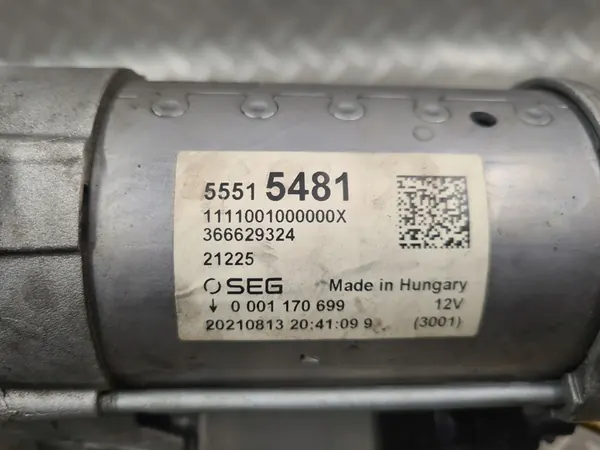 5551 5481
1111001000000X
366629324
21225
SEG Made in Hungary
↓ 0 001 170 699 12V
20210813 20:41:09 9 (3001)